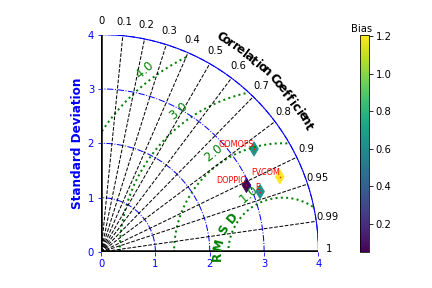 0 0.1 0.2 0.3 0.4 0.5 0.6 0.7 0.8 0.9 0.95 0.99 1
Correlation Coefficient
Bias
1.2
1.0
0.8
0.6
0.4
0.2
Standard Deviation
4
3
2
1
0
0 1 2 3 4
4.0
3.0
2.0
1.0
RMSD
GOMOFS
FVCOM
DOPPIO